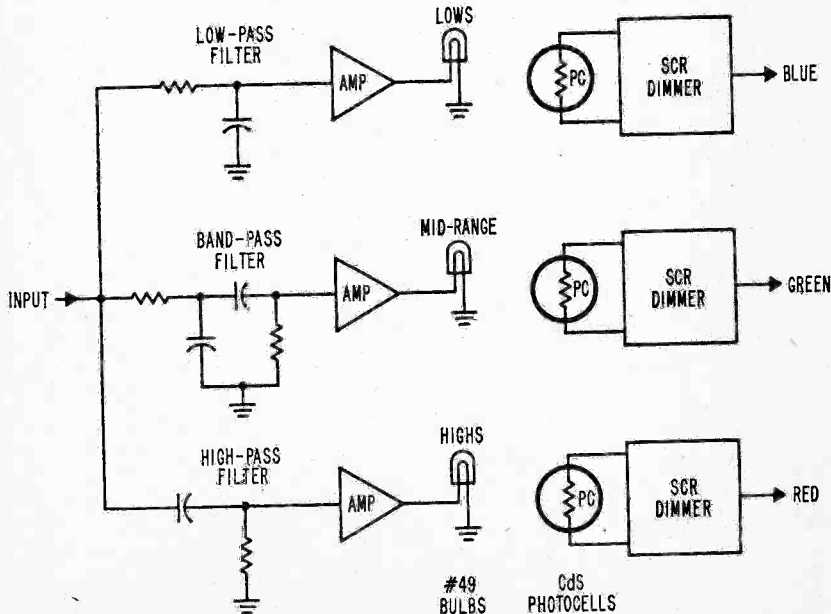 LOWS
LOW-PASS
FILTER
AMP
PC
SCR
DIMMER
BLUE
MID-RANGE
BAND-PASS
FILTER
INPUT
AMP
PC
SCR
DIMMER
GREEN
HIGHS
HIGH-PASS
FILTER
AMP
PC
SCR
DIMMER
RED
#49
BULBS
CdS
PHOTOCELLS